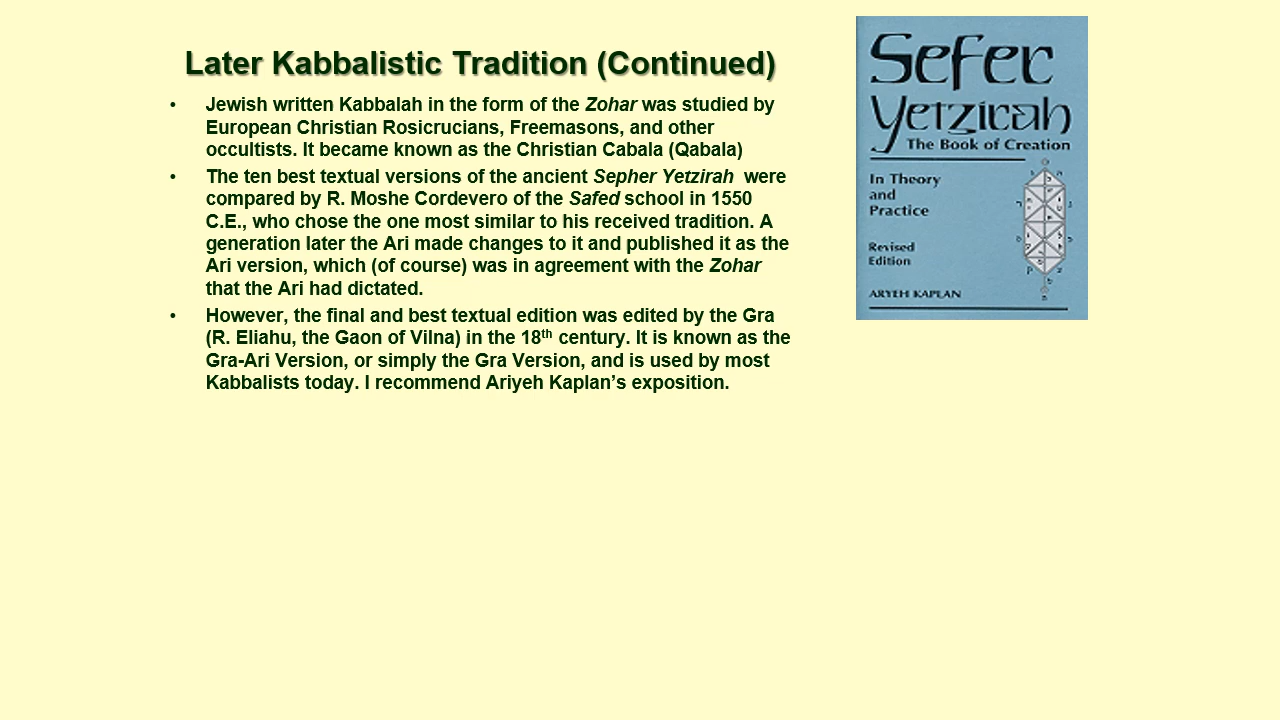 Later Kabbalistic Tradition (Continued)
• Jewish written Kabbalah in the form of the Zohar was studied by
European Christian Rosicrucians, Freemasons, and other
occultists. It became known as the Christian Cabala (Qabala)
• The ten best textual versions of the ancient Sepher Yetzirah were
compared by R. Moshe Cordevero of the Safed school in 1550
C.E., who chose the one most similar to his received tradition. A
generation later the Ari made changes to it and published it as the
Ari version, which (of course) was in agreement with the Zohar
that the Ari had dictated.
• However, the final and best textual edition was edited by the Gra
(R. Eliahu, the Gaon of Vilna) in the 18th century. It is known as the
Gra-Ari Version, or simply the Gra Version, and is used by most
Kabbalists today. I recommend Ariyeh Kaplan’s exposition.
Sefer
Yetzirah
The Book of Creation
In Theory
and
Practice
Revised
Edition
ARYEH KAPLAN